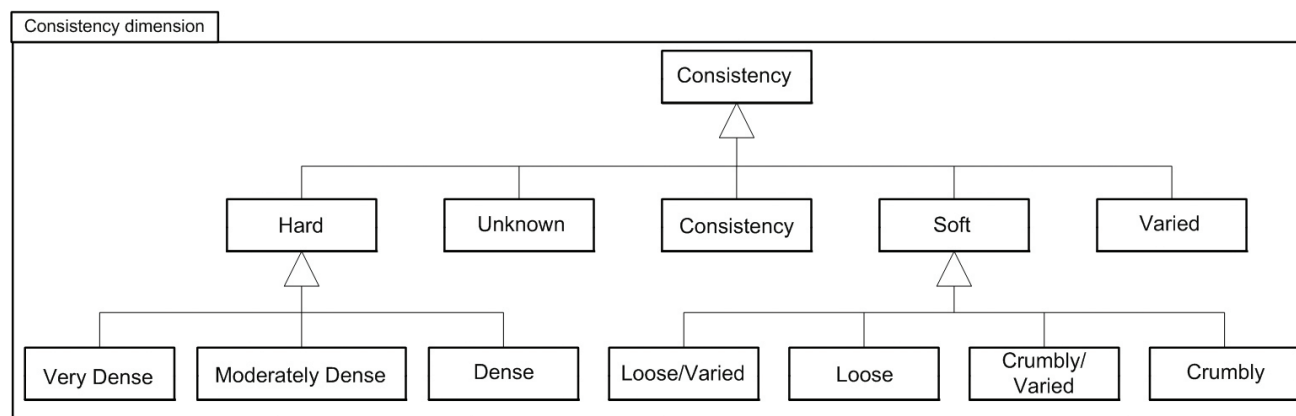 Consistency dimension
Consistency
Hard
Unknown
Consistency
Soft
Varied
Very Dense
Moderately Dense
Dense
Loose/Varied
Loose
Crumbly/
Varied
Crumbly